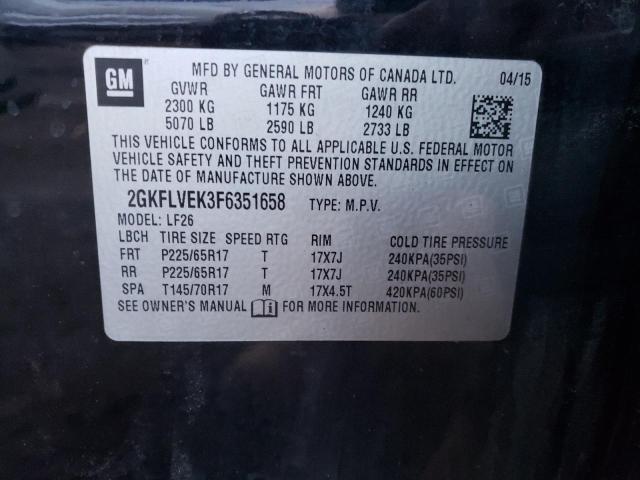 GM
MFD BY GENERAL MOTORS OF CANADA LTD. 04/15
GVWR GAWR FRT GAWR RR
2300 KG 1175 KG 1240 KG
5070 LB 2590 LB 2733 LB
THIS VEHICLE CONFORMS TO ALL APPLICABLE U.S. FEDERAL MOTOR
VEHICLE SAFETY AND THEFT PREVENTION STANDARDS IN EFFECT ON
THE DATE OF MANUFACTURE SHOWN ABOVE.
2GKFLVEK3F6351658 TYPE: M.P.V.
MODEL: LF26
LBCH TIRE SIZE SPEED RTG RIM COLD TIRE PRESSURE
FRT P225/65R17 T 17X7J 240KPA(35PSI)
RR P225/65R17 T 17X7J 240KPA(35PSI)
SPA T145/70R17 M 17X4.5T 420KPA(60PSI)
SEE OWNER'S MANUAL FOR MORE INFORMATION.